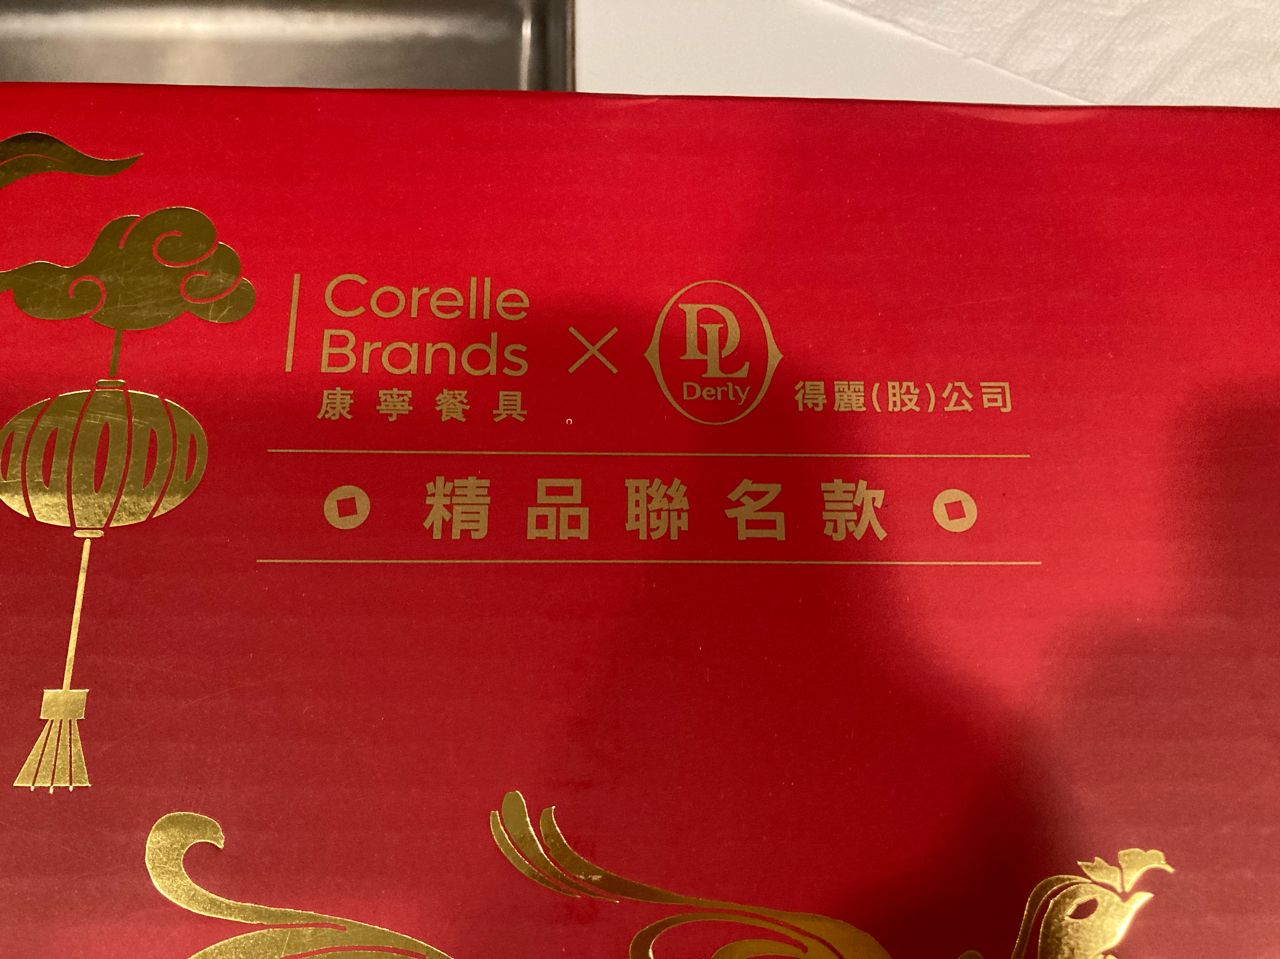 Corelle
Brands
康寧餐具
×
DL
Derly
得麗(股)公司
精品聯名款